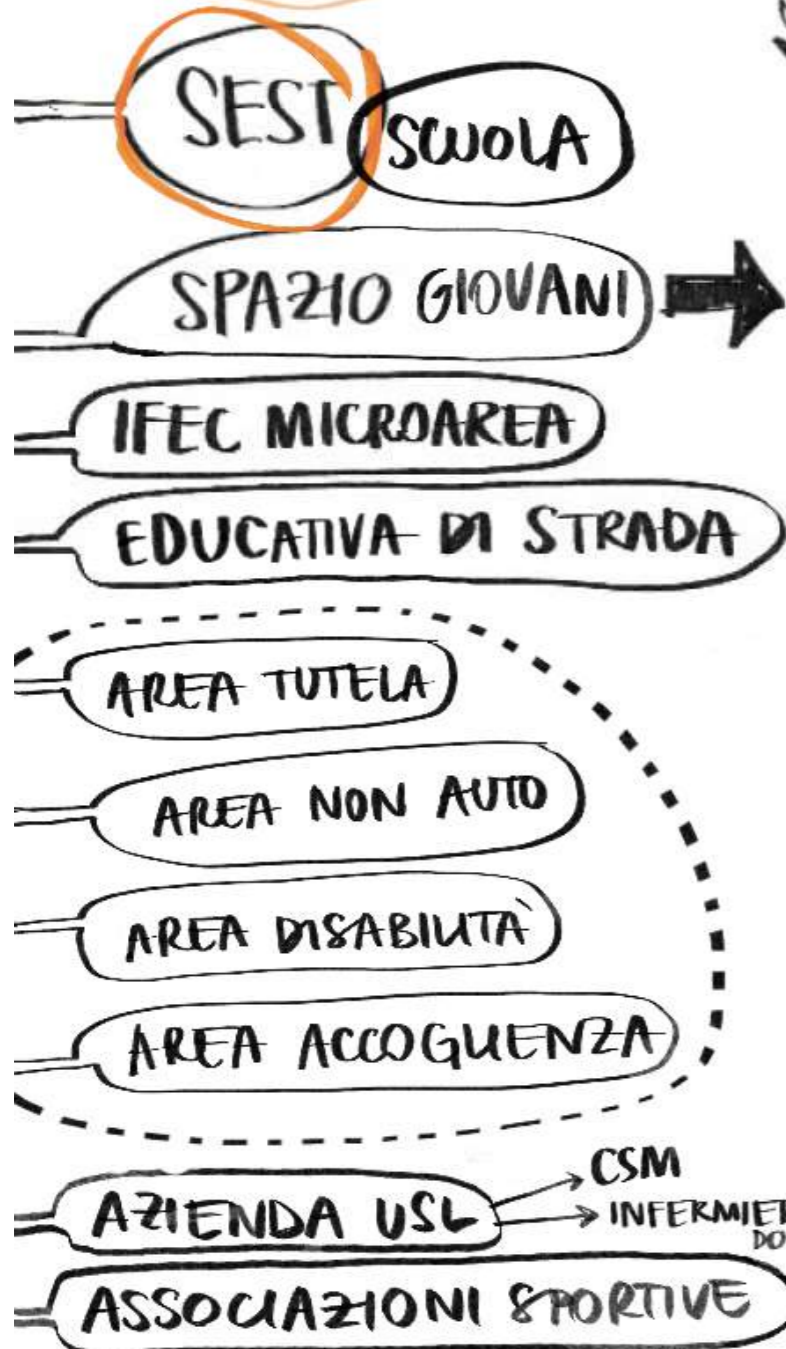 SEST
SCUOLA
SPAZIO GIOVANI
IFEC MICROAREA
EDUCATIVA DI STRADA
AREA TUTELA
AREA NON AUTO
AREA DISABILITÀ
AREA ACCOGLIENZA
CSM
AZIENDA USL
ASSOCIAZIONI SPORTIVE